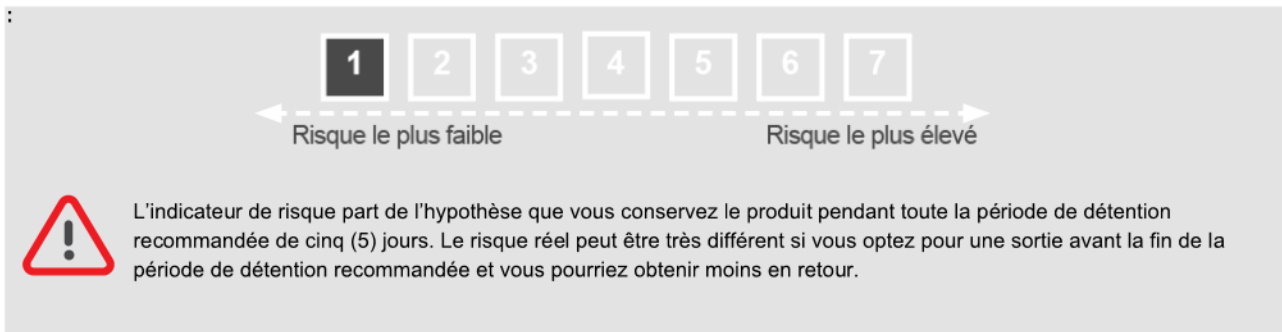 :
1 2 3 4 5 6 7
Risque le plus faible Risque le plus élevé
L'indicateur de risque part de l'hypothèse que vous conservez le produit pendant toute la période de détention
recommandée de cinq (5) jours. Le risque réel peut être très différent si vous optez pour une sortie avant la fin de la
période de détention recommandée et vous pourriez obtenir moins en retour.